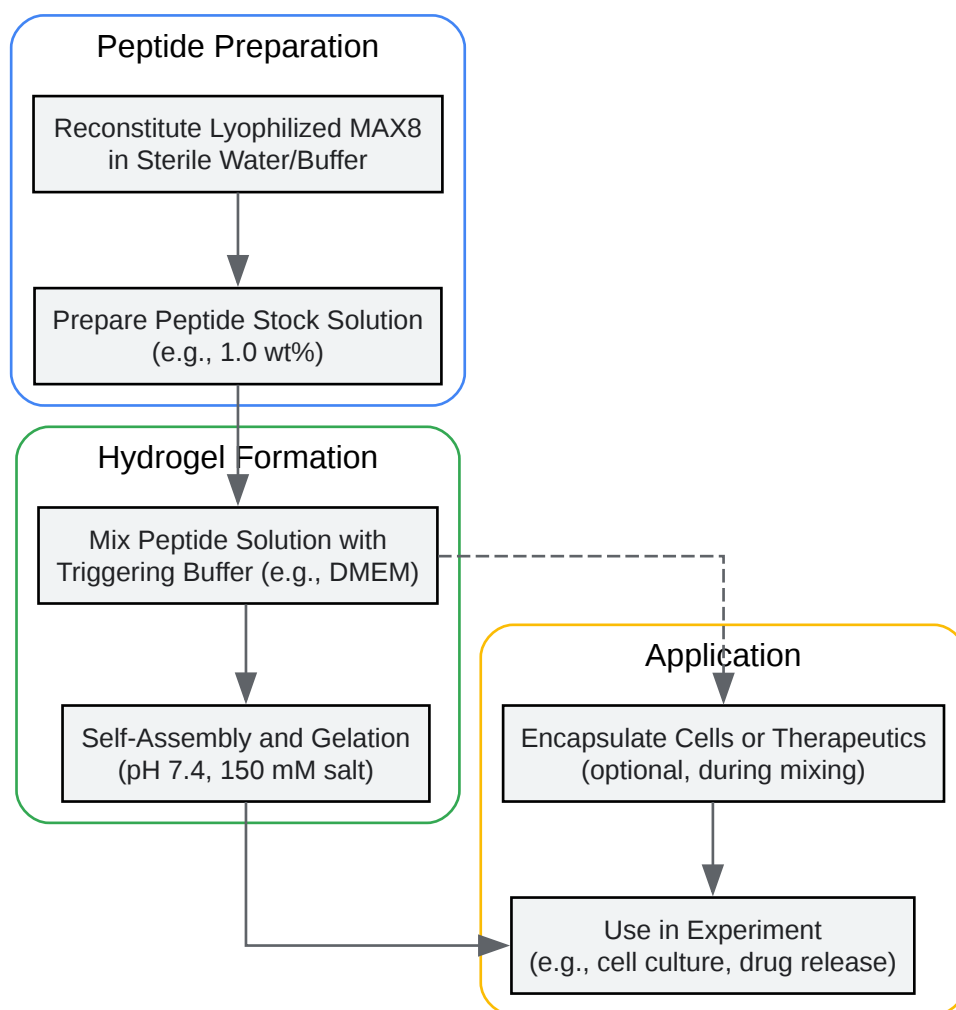 Peptide Preparation
Reconstitute Lyophilized MAX8
in Sterile Water/Buffer
Prepare Peptide Stock Solution
(e.g., 1.0 wt%)
Hydrogel Formation
Mix Peptide Solution with
Triggering Buffer (e.g., DMEM)
Self-Assembly and Gelation
(pH 7.4, 150 mM salt)
Application
Encapsulate Cells or Therapeutics
(optional, during mixing)
Use in Experiment
(e.g., cell culture, drug release)